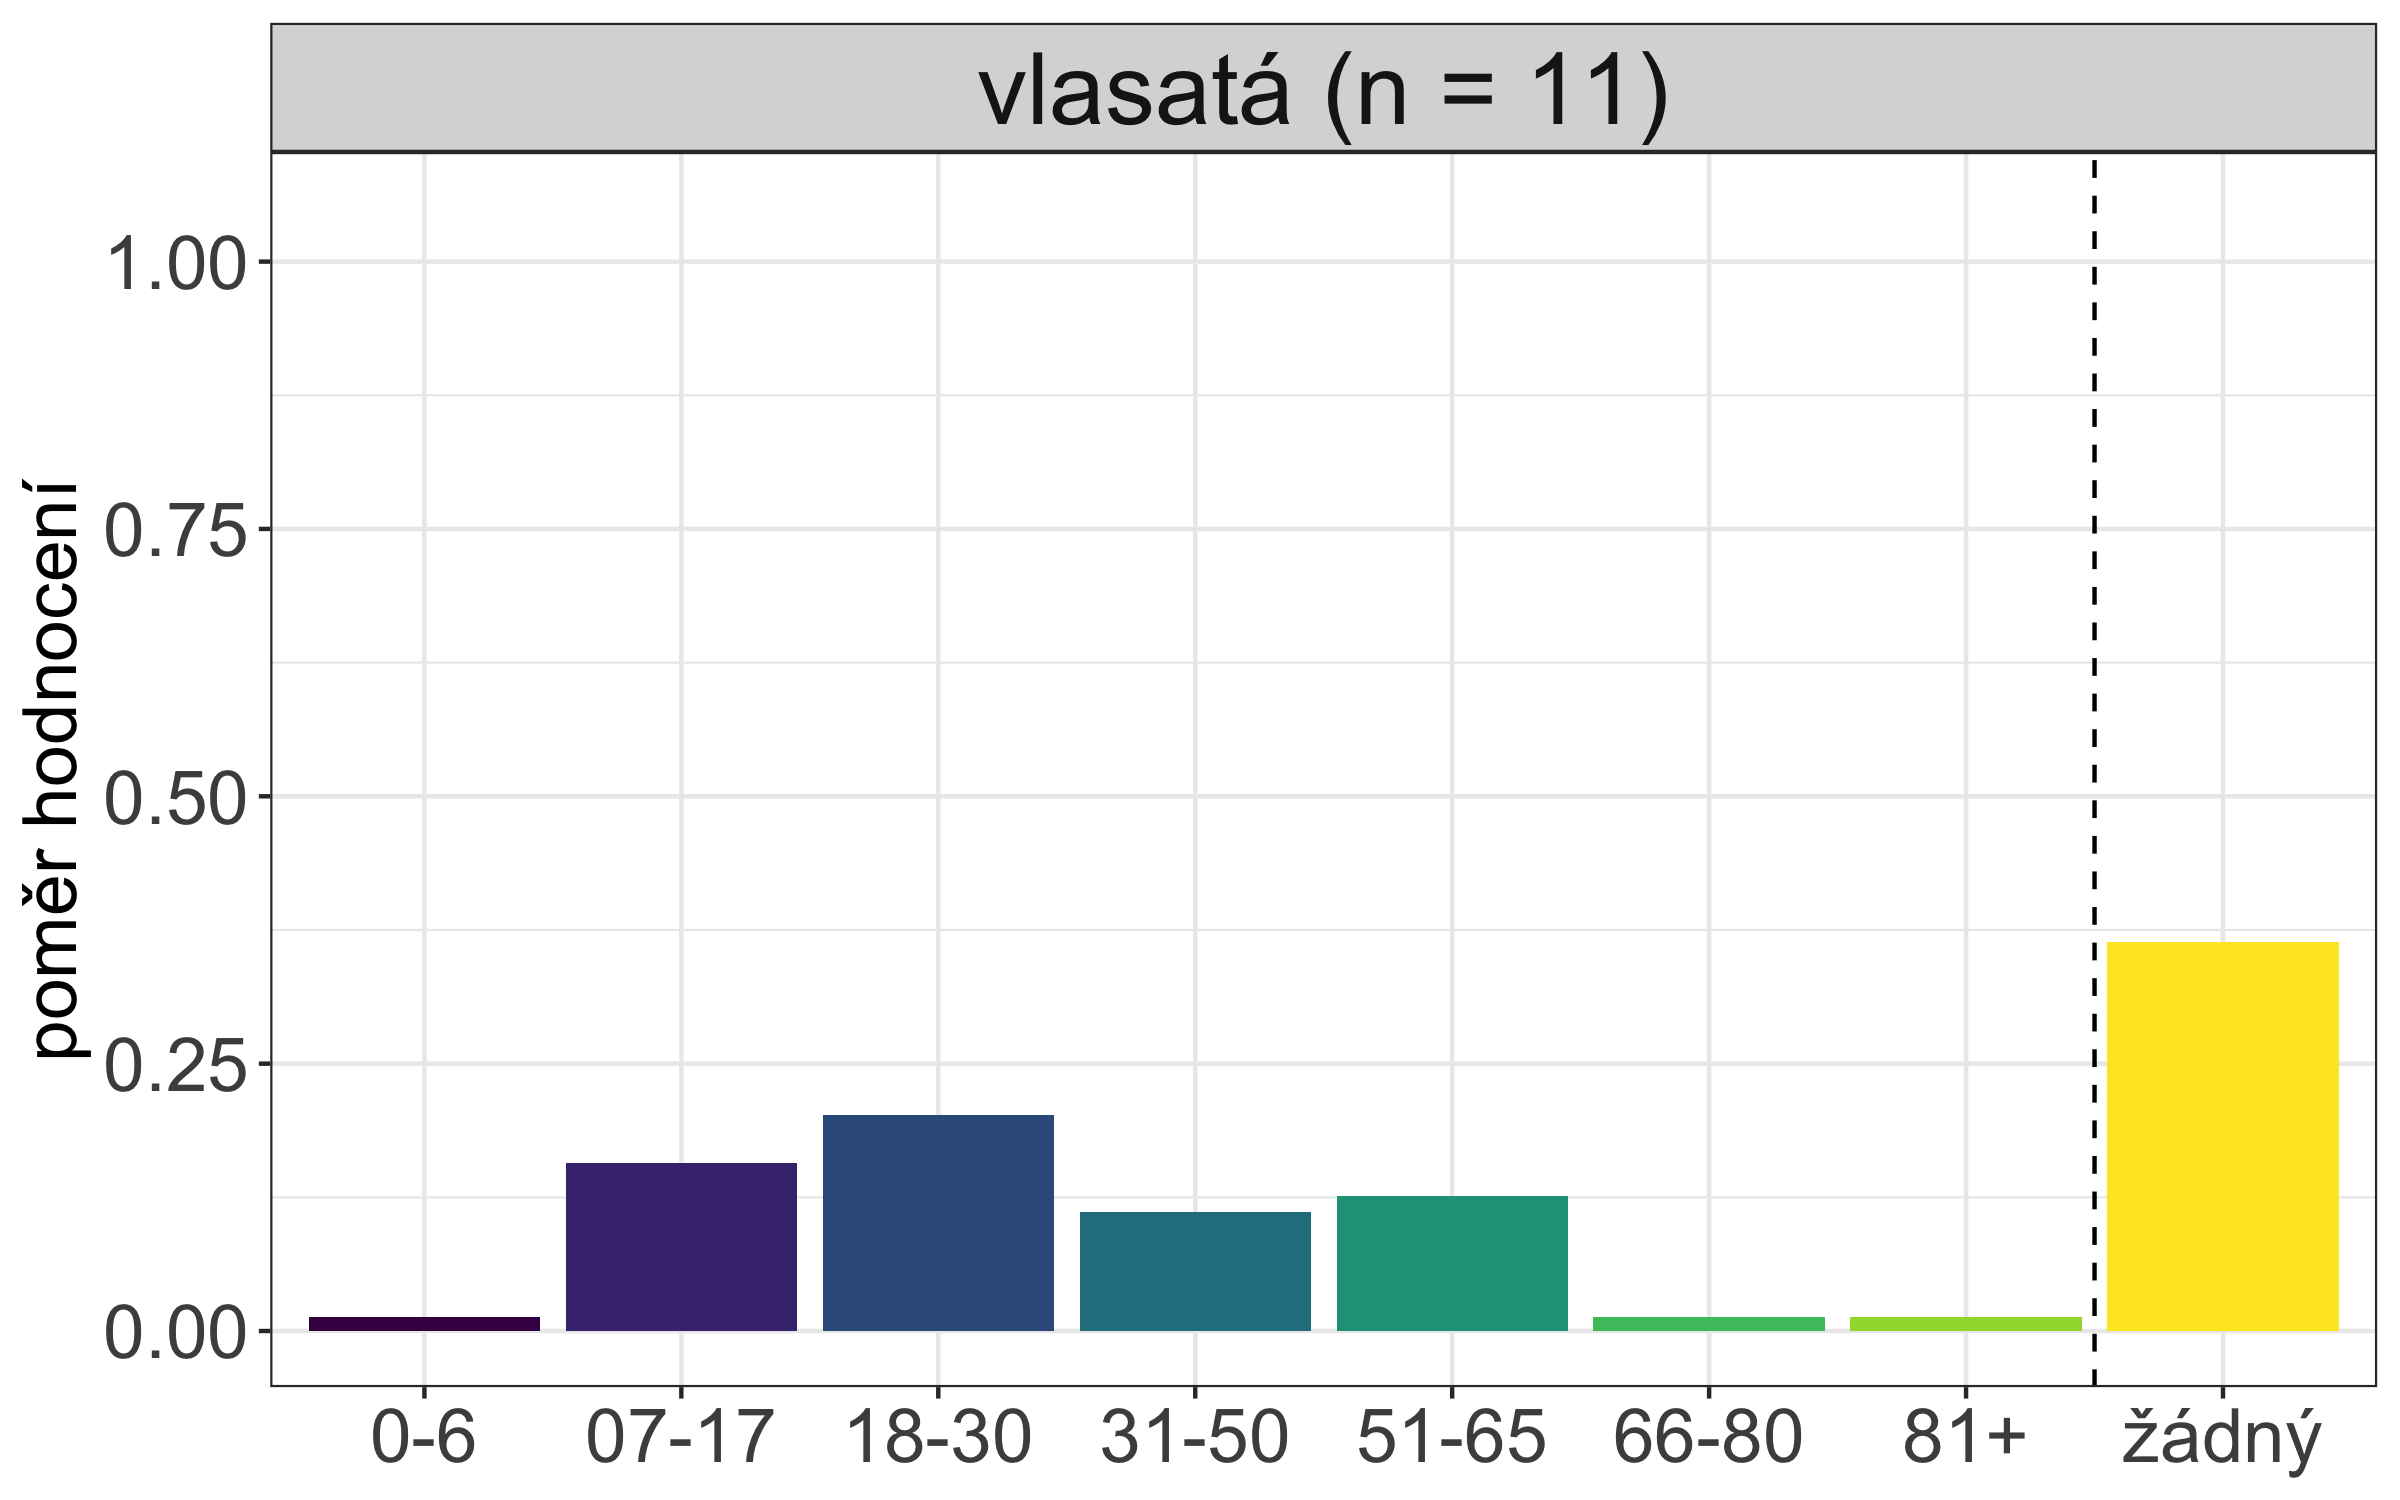 vlasatá (n = 11)
poměr hodnocení
1.00
0.75
0.50
0.25
0.00
0-6 07-17 18-30 31-50 51-65 66-80 81+ žádný